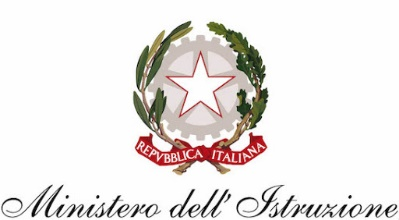 REPVBBLICA ITALIANA
Ministero dell' Istruzione